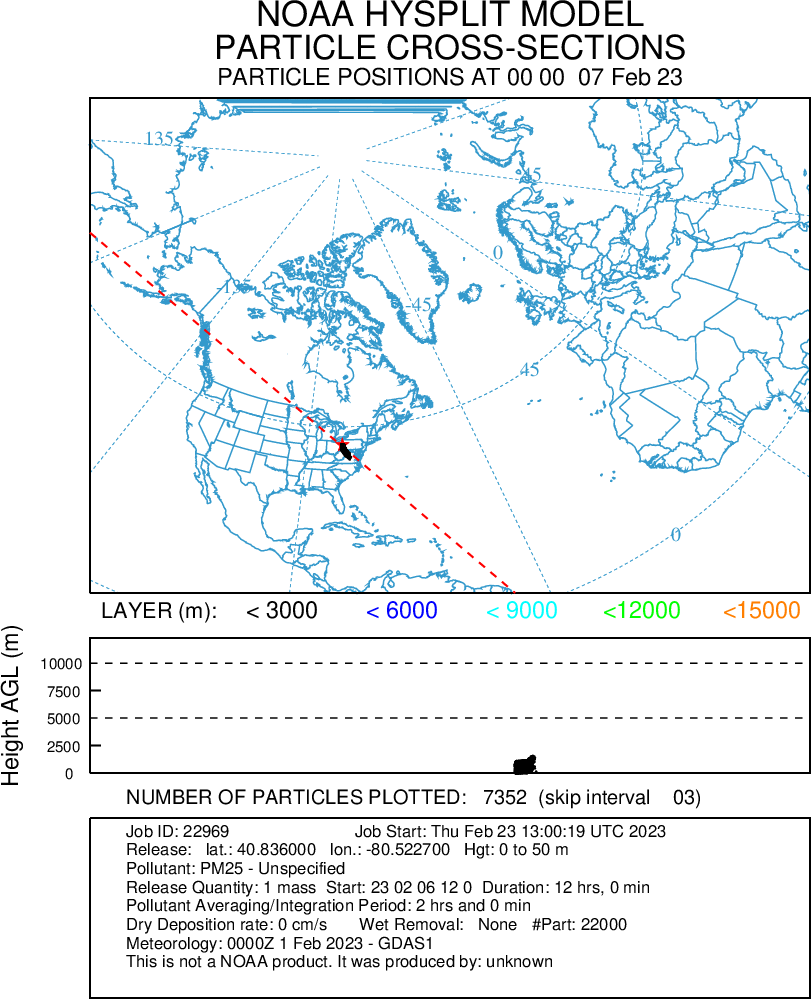 NOAA HYSPLIT MODEL
PARTICLE CROSS-SECTIONS
PARTICLE POSITIONS AT 00 00 07 Feb 23
135
45
0
-135
-45
45
0
LAYER (m): < 3000 < 6000 < 9000 <12000 <15000
Height AGL (m)
10000
7500
5000
2500
0
NUMBER OF PARTICLES PLOTTED: 7352 (skip interval 03)
Job ID: 22969 Job Start: Thu Feb 23 13:00:19 UTC 2023
Release: lat.: 40.836000 lon.: -80.522700 Hgt: 0 to 50 m
Pollutant: PM25 - Unspecified
Release Quantity: 1 mass Start: 23 02 06 12 0 Duration: 12 hrs, 0 min
Pollutant Averaging/Integration Period: 2 hrs and 0 min
Dry Deposition rate: 0 cm/s Wet Removal: None #Part: 22000
Meteorology: 0000Z 1 Feb 2023 - GDAS1
This is not a NOAA product. It was produced by: unknown